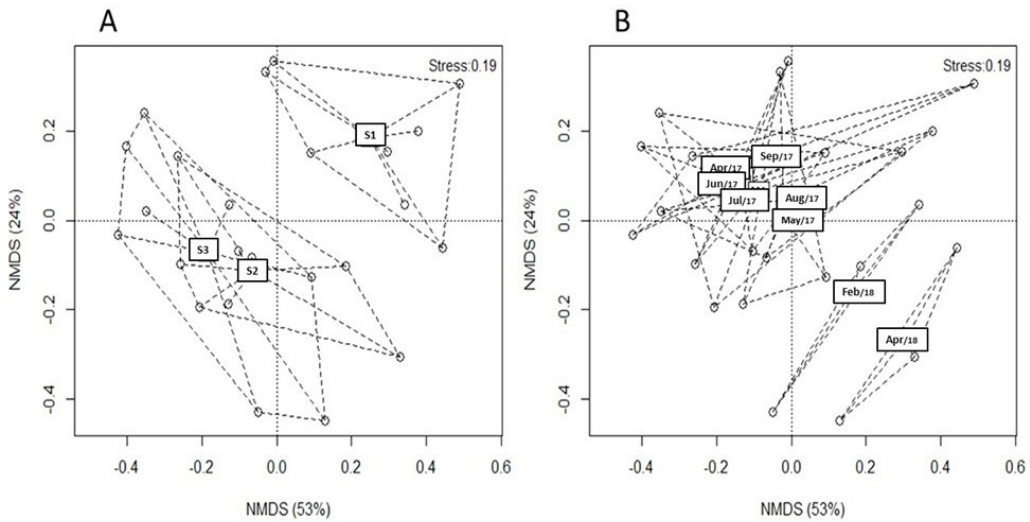 A
B
NMDS (24%)
0.2
0.0
-0.2
-0.4
Stress:0.19
S1
S3
S2
-0.4
-0.2
0.0
0.2
0.4
0.6
NMDS (53%)
NMDS (24%)
0.2
0.0
-0.2
-0.4
Stress:0.19
Sep/17
Apr/17
Jun/17
Jul/17
Aug/17
May/17
Feb/18
Apr/18
-0.4
-0.2
0.0
0.2
0.4
0.6
NMDS (53%)